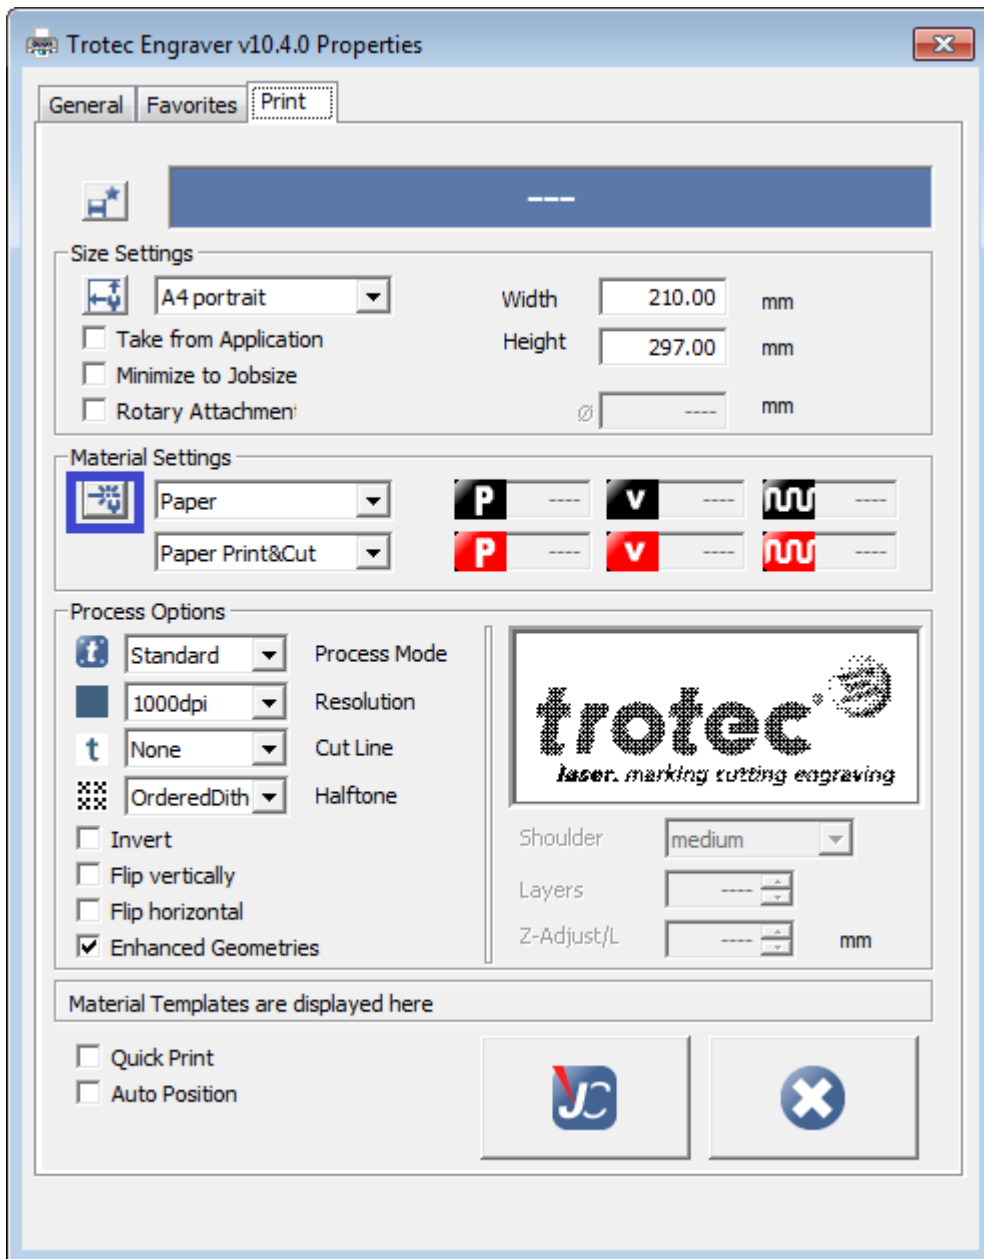 Trotec Engraver v10.4.0 Properties
General Favorites Print
---
Size Settings
A4 portrait Width 210.00 mm
Take from Application Height 297.00 mm
Minimize to Jobsize
Rotary Attachment Ø ---- mm
Material Settings
Paper P ---- v ---- ----
Paper Print&Cut P ---- v ---- ----
Process Options
t Standard Process Mode
1000dpi Resolution
t None Cut Line
OrderedDith Halftone
trotec
laser. marking cutting engraving
Invert
Flip vertically
Flip horizontal
Enhanced Geometries
Shoulder medium
Layers ----
Z-Adjust/L ---- mm
Material Templates are displayed here
Quick Print
Auto Position
JC